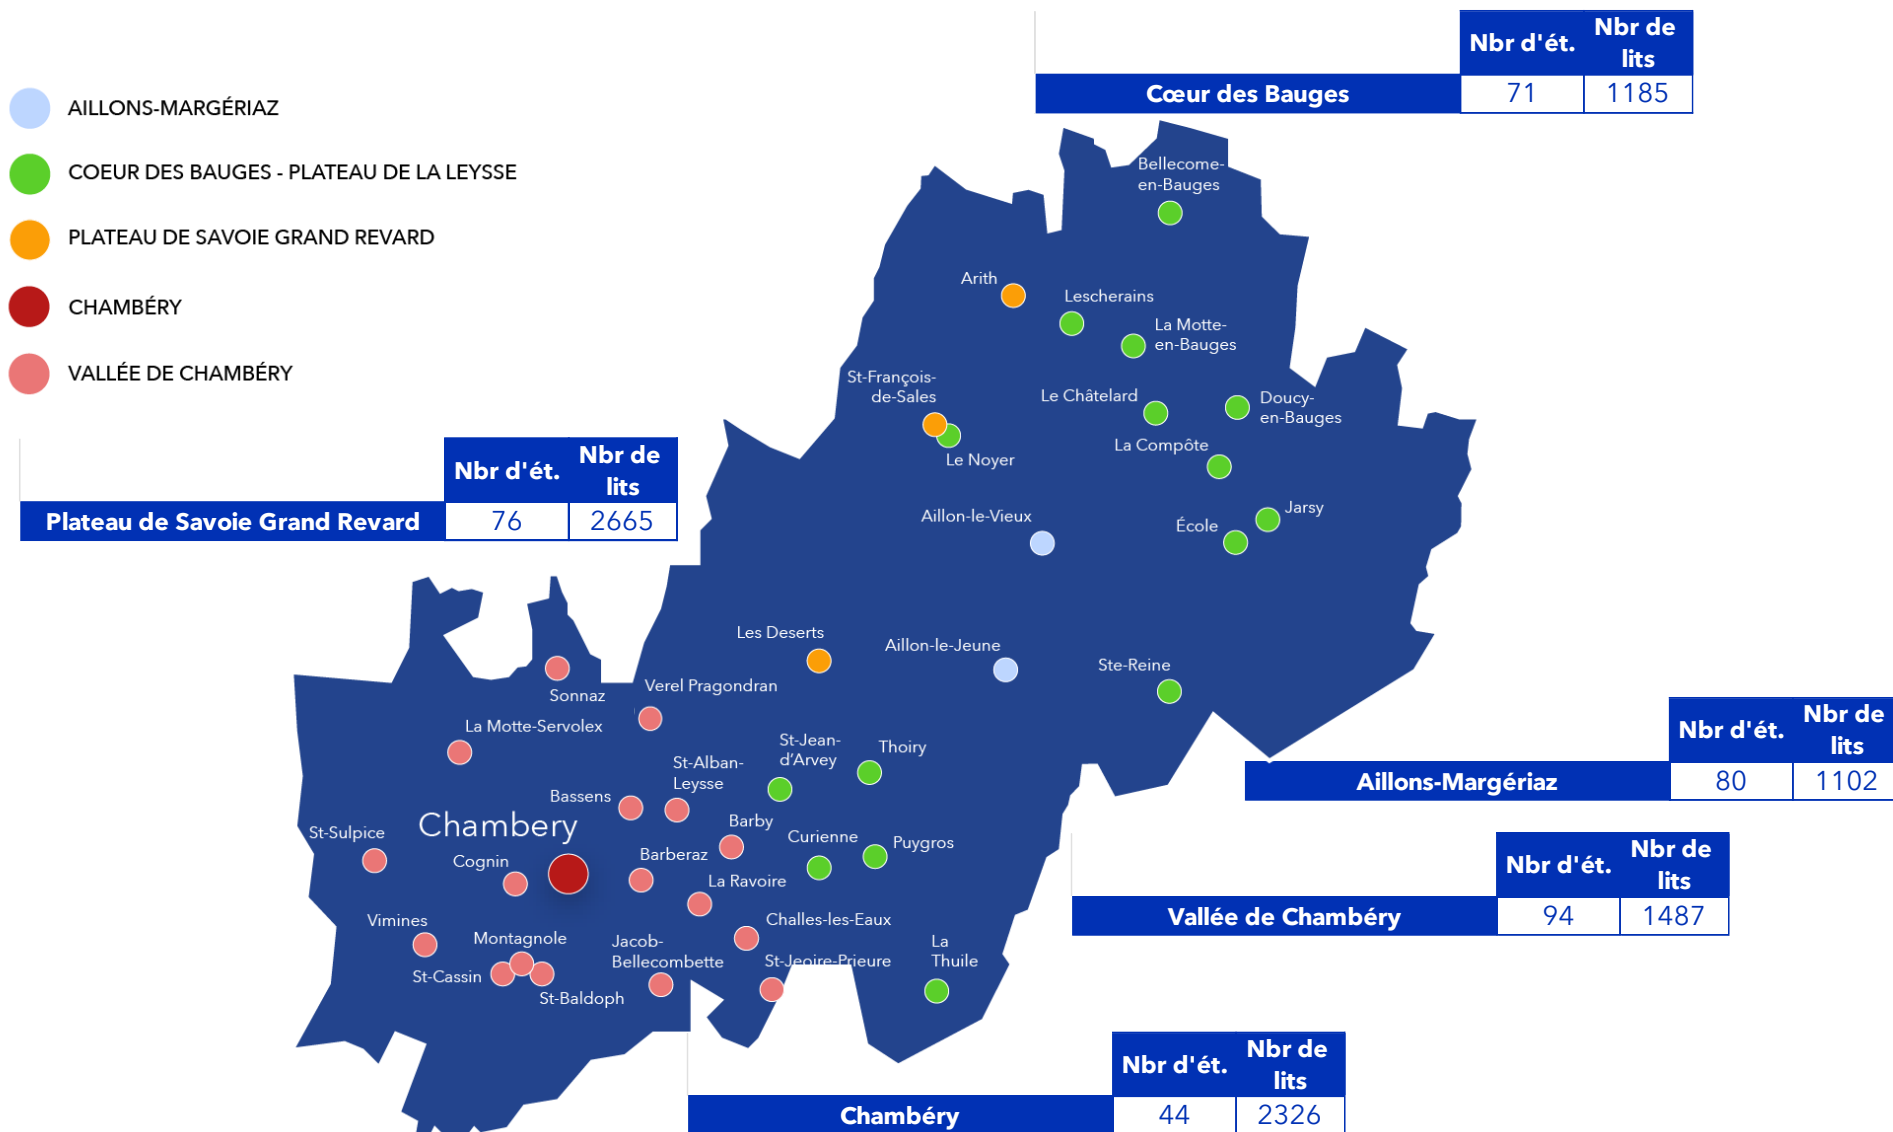 Nbr d'ét.
Nbr de
lits
Cœur des Bauges
71
1185
AILLONS-MARGÉRIAZ
COEUR DES BAUGES - PLATEAU DE LA LEYSSE
PLATEAU DE SAVOIE GRAND REVARD
CHAMBÉRY
VALLÉE DE CHAMBÉRY
Bellecome-
en-Bauges
Arith
Lescherains
La Motte-
en-Bauges
St-François-
de-Sales
Le Châtelard
Doucy-
en-Bauges
La Compôte
Le Noyer
Nbr d'ét.
Nbr de
lits
Plateau de Savoie Grand Revard
76
2665
Aillon-le-Vieux
École
Jarsy
Les Deserts
Aillon-le-Jeune
Ste-Reine
Sonnaz
Verel Pragondran
La Motte-Servolex
St-Jean-
d'Arvey
Thoiry
St-Alban-
Leysse
Bassens
Nbr d'ét.
Nbr de
lits
Aillons-Margériaz
80
1102
Chambery
St-Sulpice
Barby
Curienne
Puygros
Cognin
Barberaz
La Ravoire
Nbr d'ét.
Nbr de
lits
Vallée de Chambéry
94
1487
Vimines
Challes-les-Eaux
Montagnole
Jacob-
Bellecombette
La
Thuile
St-Cassin
St-Jeoire-Prieure
St-Baldoph
Nbr d'ét.
Nbr de
lits
Chambéry
44
2326